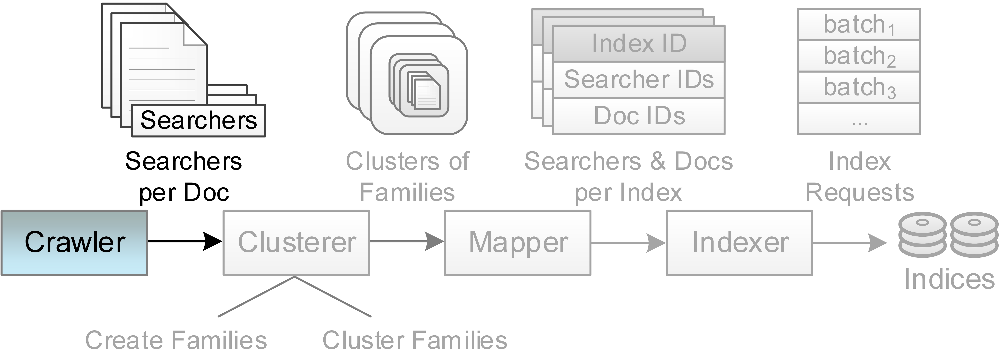 Searchers
Searchers
per Doc
Clusters of
Families
Index ID
Searcher IDs
Doc IDs
Searchers & Docs
per Index
batch₁
batch₂
batch₃
...
Index
Requests
Crawler
Clusterer
Mapper
Indexer
Indices
Create Families
Cluster Families